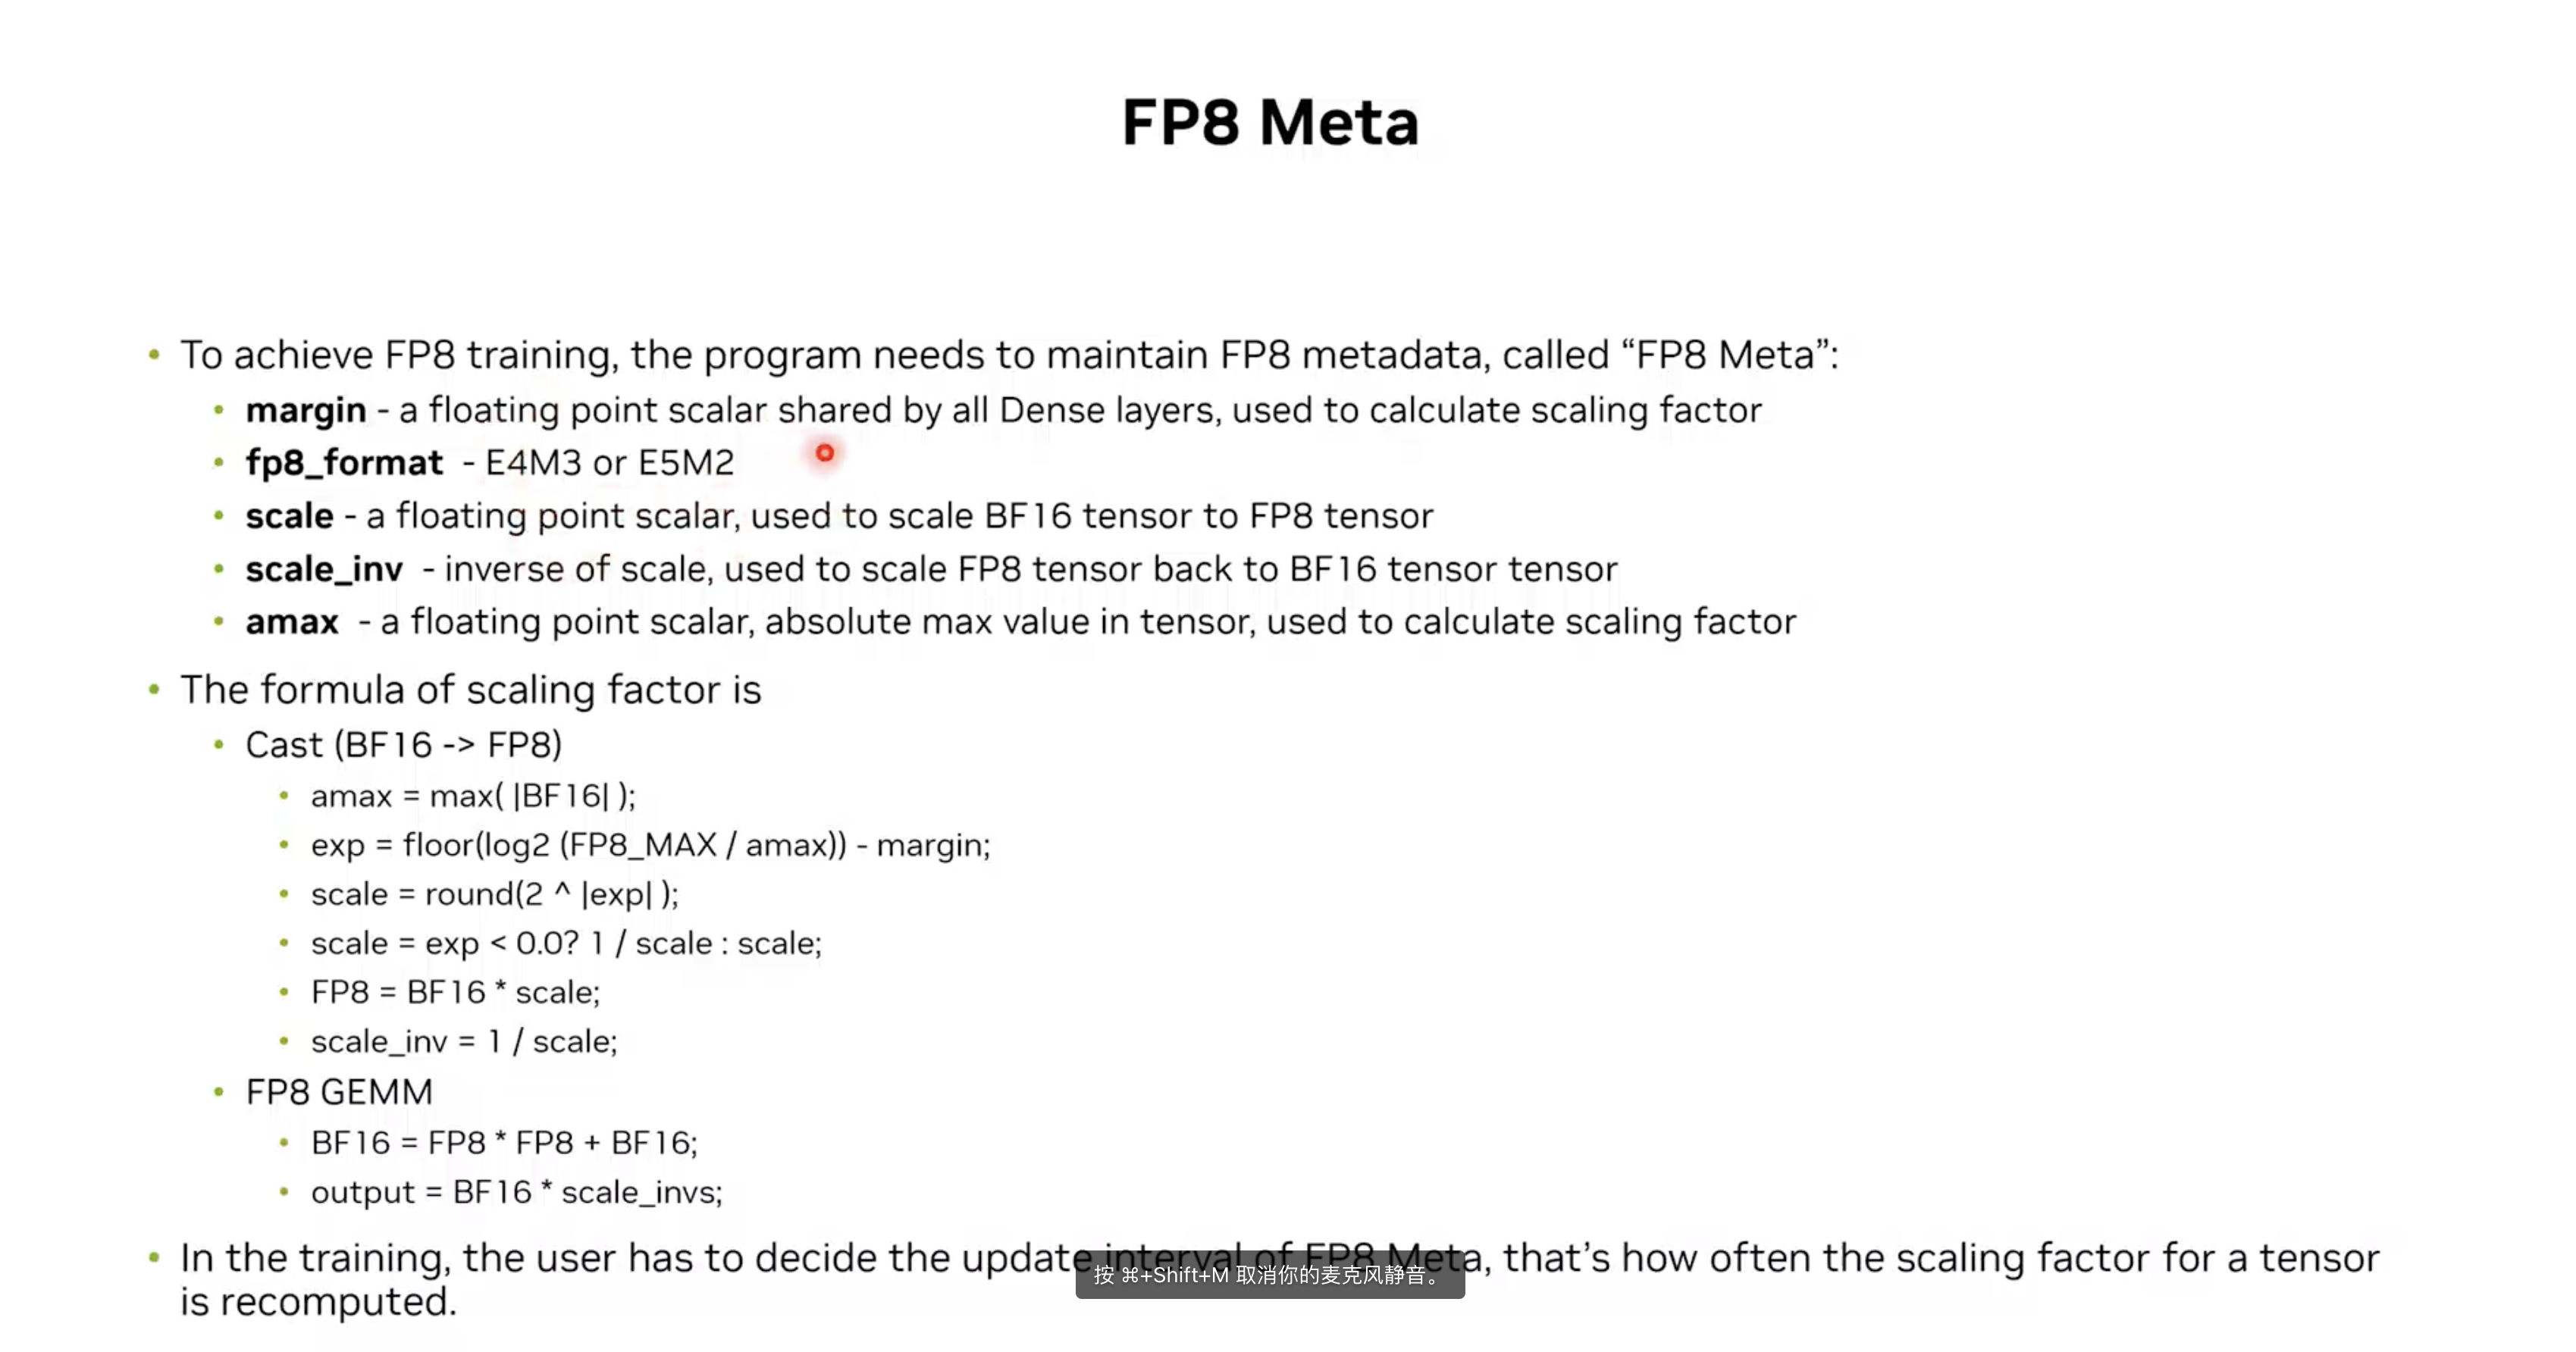 FP8 Meta
• To achieve FP8 training, the program needs to maintain FP8 metadata, called “FP8 Meta”:
• margin - a floating point scalar shared by all Dense layers, used to calculate scaling factor
• fp8_format - E4M3 or E5M2
• scale - a floating point scalar, used to scale BF16 tensor to FP8 tensor
• scale_inv - inverse of scale, used to scale FP8 tensor back to BF16 tensor tensor
• amax - a floating point scalar, absolute max value in tensor, used to calculate scaling factor
• The formula of scaling factor is
• Cast (BF16 -> FP8)
• amax = max( |BF16| );
• exp = floor(log2 (FP8_MAX / amax)) - margin;
• scale = round(2 ^ |exp| );
• scale = exp < 0.0? 1 / scale : scale;
• FP8 = BF16 * scale;
• scale_inv = 1 / scale;
• FP8 GEMM
• BF16 = FP8 * FP8 + BF16;
• output = BF16 * scale_invs;
• In the training, the user has to decide the update interval of FP8 Meta, that’s how often the scaling factor for a tensor
is recomputed.
按 ⌘+Shift+M 取消你的麦克风静音。